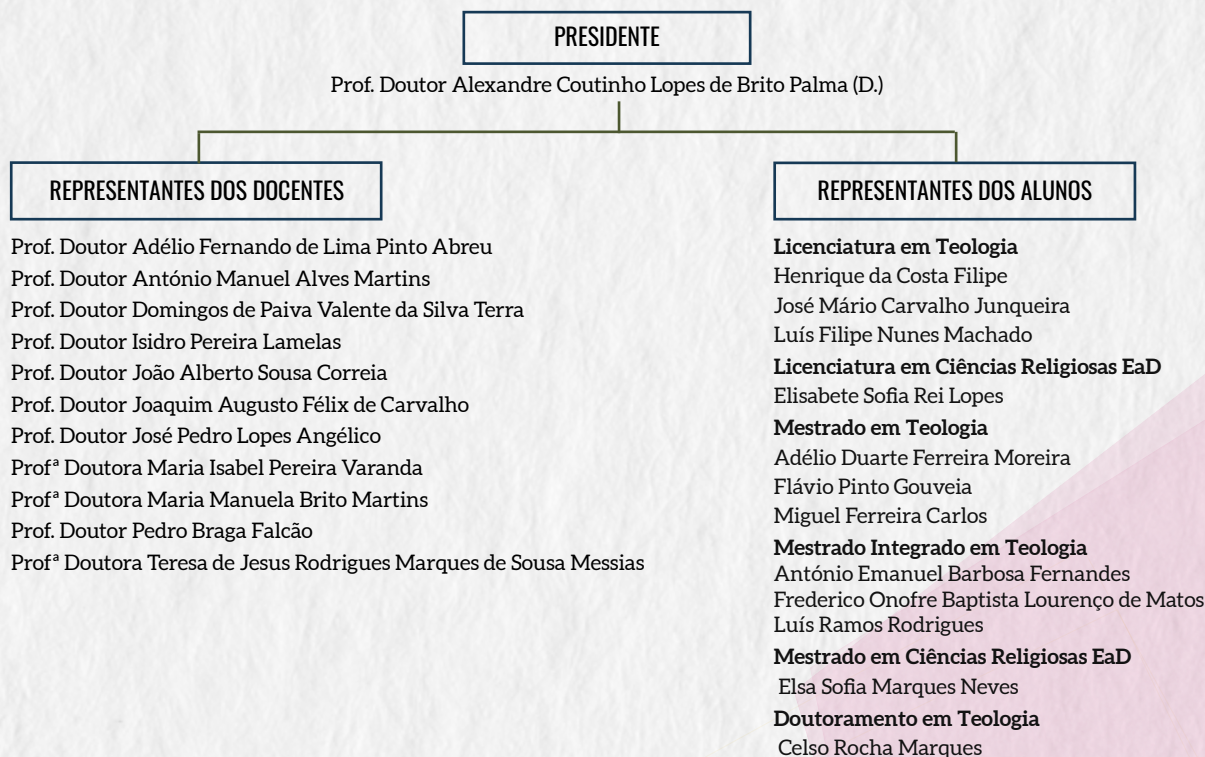 PRESIDENTE
Prof. Doutor Alexandre Coutinho Lopes de Brito Palma (D.)
REPRESENTANTES DOS DOCENTES
Prof. Doutor Adélio Fernando de Lima Pinto Abreu
Prof. Doutor António Manuel Alves Martins
Prof. Doutor Domingos de Paiva Valente da Silva Terra
Prof. Doutor Isidro Pereira Lamelas
Prof. Doutor João Alberto Sousa Correia
Prof. Doutor Joaquim Augusto Félix de Carvalho
Prof. Doutor José Pedro Lopes Angélico
Profª Doutora Maria Isabel Pereira Varanda
Profª Doutora Maria Manuela Brito Martins
Prof. Doutor Pedro Braga Falcão
Profª Doutora Teresa de Jesus Rodrigues Marques de Sousa Messias
REPRESENTANTES DOS ALUNOS
Licenciatura em Teologia
Henrique da Costa Filipe
José Mário Carvalho Junqueira
Luís Filipe Nunes Machado
Licenciatura em Ciências Religiosas EaD
Elisabete Sofia Rei Lopes
Mestrado em Teologia
Adélio Duarte Ferreira Moreira
Flávio Pinto Gouveia
Miguel Ferreira Carlos
Mestrado Integrado em Teologia
António Emanuel Barbosa Fernandes
Frederico Onofre Baptista Lourenço de Matos
Luís Ramos Rodrigues
Mestrado em Ciências Religiosas EaD
Elsa Sofia Marques Neves
Doutoramento em Teologia
Celso Rocha Marques